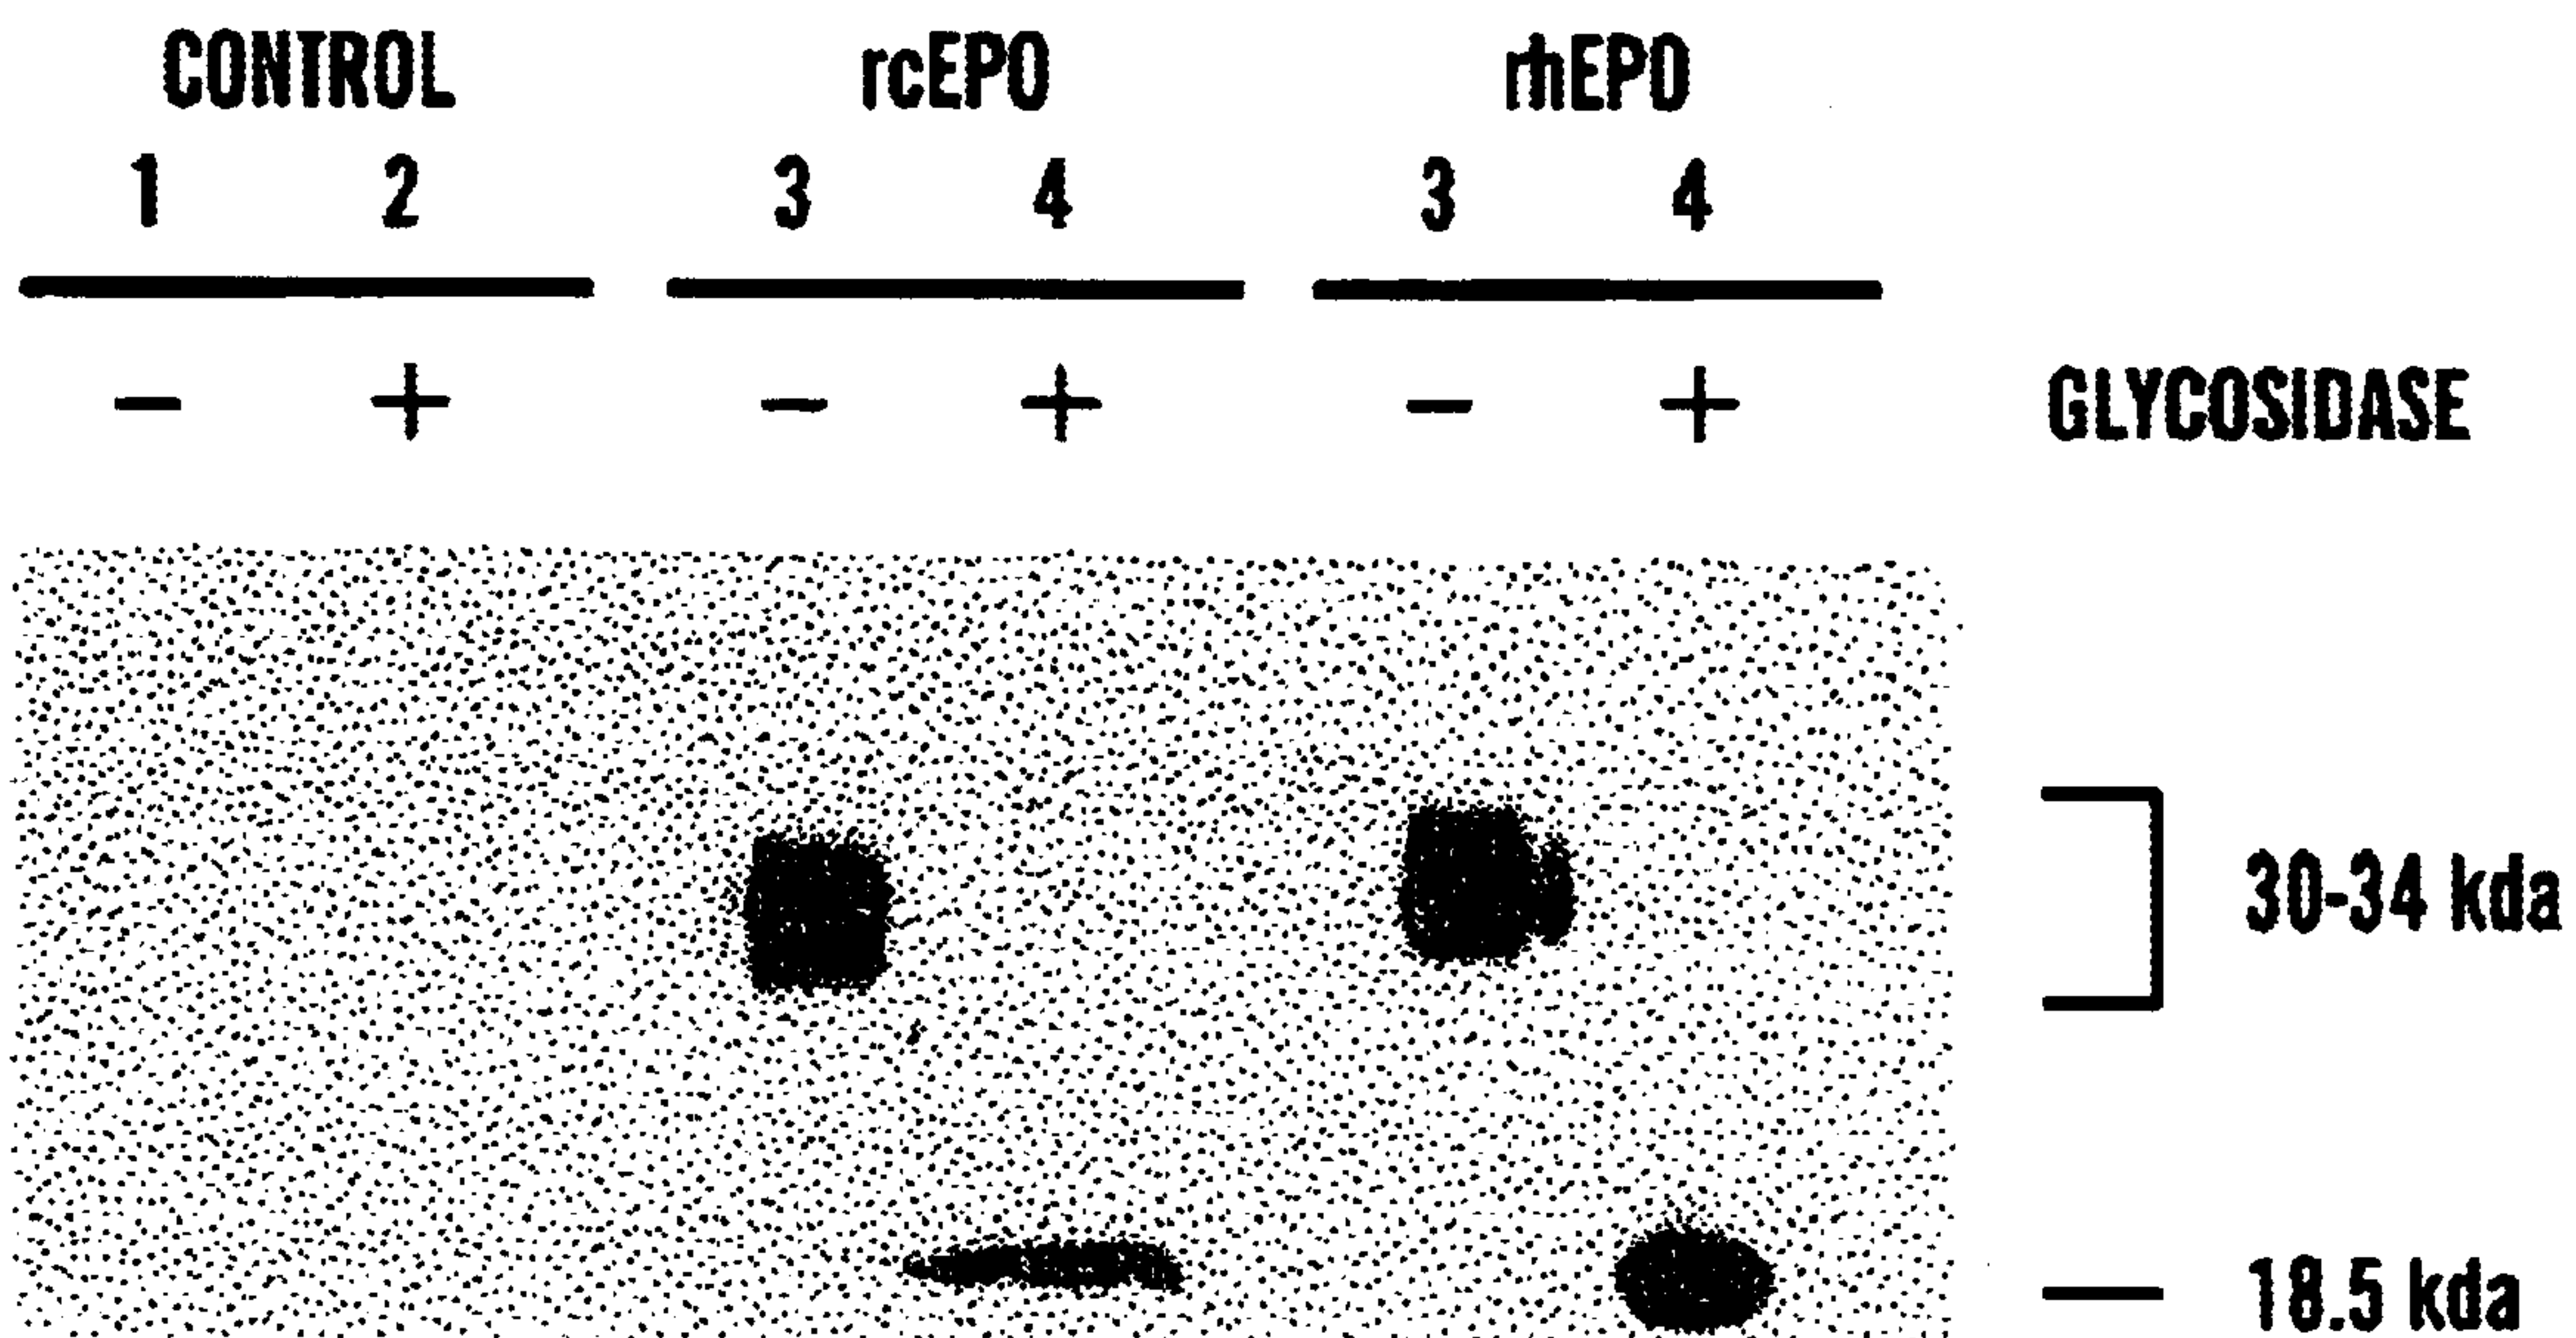 CONTROL rcEPO rhEPO
1 2 3 4 3 4
− + − + − + GLYCOSIDASE
30-34 kda
18.5 kda